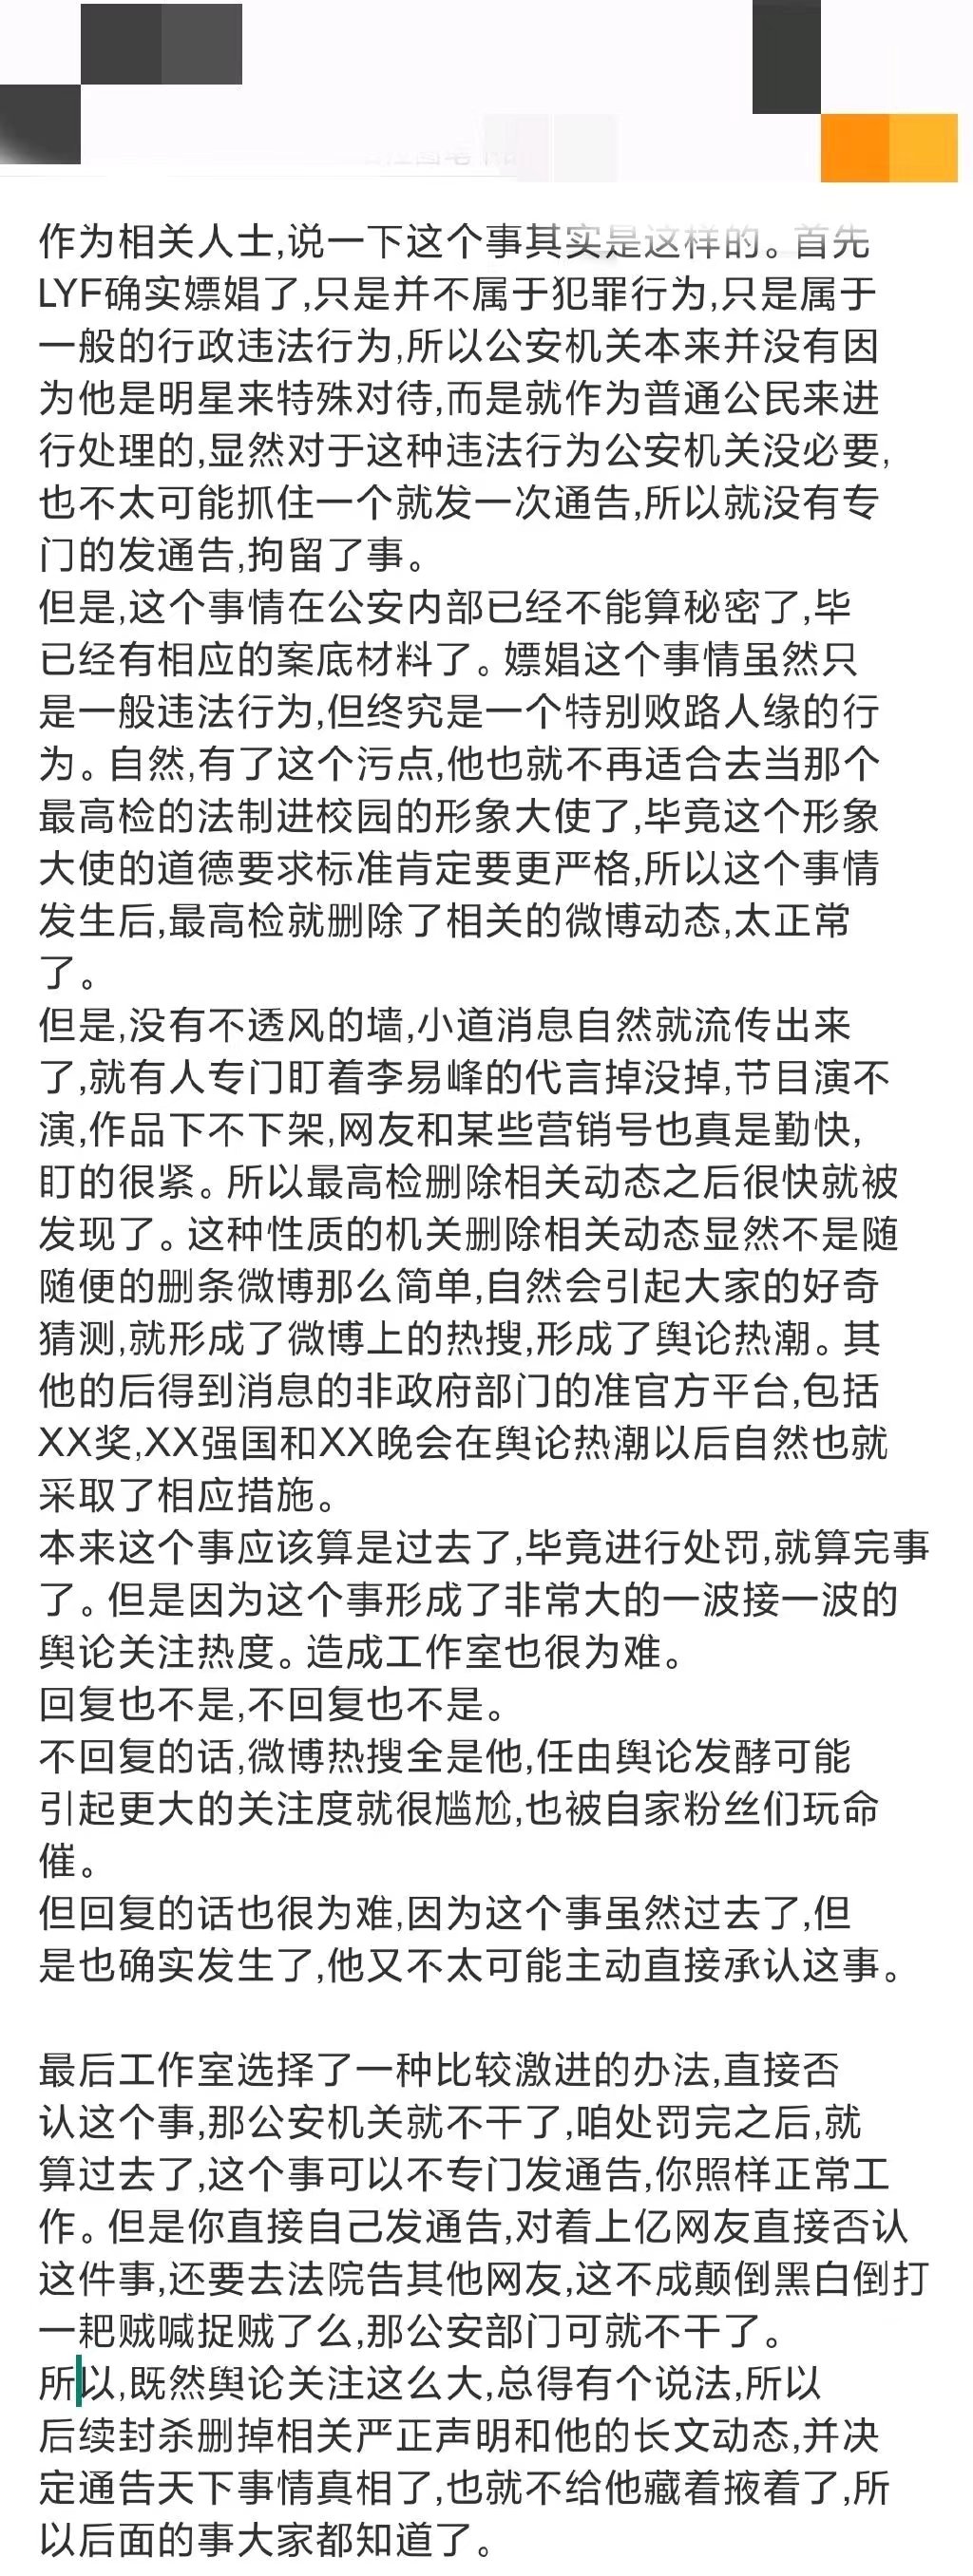 作为相关人士,说一下这个事其实是这样的。首先
LYF确实嫖娼了,只是并不属于犯罪行为,只是属于
一般的行政违法行为,所以公安机关本来并没有因
为他是明星来特殊对待,而是就作为普通公民来进
行处理的,显然对于这种违法行为公安机关没必要,
也不太可能抓住一个就发一次通告,所以就没有专
门的发通告,拘留了事。
但是,这个事情在公安内部已经不能算秘密了,毕
已经有相应的案底材料了。嫖娼这个事情虽然只
是一般违法行为,但终究是一个特别败路人缘的行
为。自然,有了这个污点,他也就不再适合去当那个
最高检的法制进校园的形象大使了,毕竟这个形象
大使的道德要求标准肯定要更严格,所以这个事情
发生后,最高检就删除了相关的微博动态,太正常
了。
但是,没有不透风的墙,小道消息自然就流传出来
了,就有人专门盯着李易峰的代言掉没掉,节目演不
演,作品下不下架,网友和某些营销号也真是勤快,
盯的很紧。所以最高检删除相关动态之后很快就被
发现了。这种性质的机关删除相关动态显然不是随
随便的删条微博那么简单,自然会引起大家的好奇
猜测,就形成了微博上的热搜,形成了舆论热潮。其
他的后得到消息的非政府部门的准官方平台,包括
XX奖,XX强国和XX晚会在舆论热潮以后自然也就
采取了相应措施。
本来这个事应该算是过去了,毕竟进行处罚,就算完事
了。但是因为这个事形成了非常大的一波接一波的
舆论关注热度。造成工作室也很为难。
回复也不是,不回复也不是。
不回复的话,微博热搜全是他,任由舆论发酵可能
引起更大的关注度就很尴尬,也被自家粉丝们玩命
催。
但回复的话也很为难,因为这个事虽然过去了,但
是也确实发生了,他又不太可能主动直接承认这事。
最后工作室选择了一种比较激进的办法,直接否
认这个事,那公安机关就不干了,咱处罚完之后,就
算过去了,这个事可以不专门发通告,你照样正常工
作。但是你直接自己发通告,对着上亿网友直接否认
这件事,还要去法院告其他网友,这不成颠倒黑白倒打
一耙贼喊捉贼了么,那公安部门可就不干了。
所以,既然舆论关注这么大,总得有个说法,所以
后续封杀删掉相关严正声明和他的长文动态,并决
定通告天下事情真相了,也就不给他藏着掖着了,所
以后面的事大家都知道了。